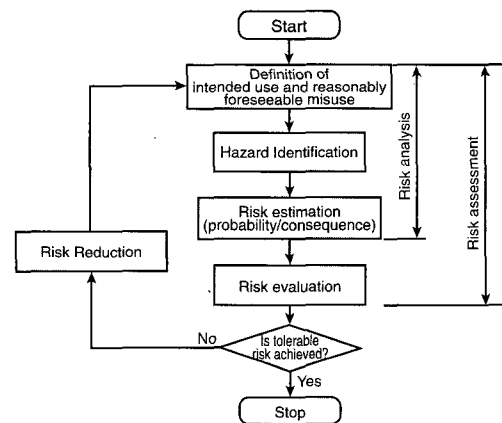 Start
Definition of
intended use and reasonably
foreseeable misuse
Hazard Identification
Risk estimation
(probability/consequence)
Risk evaluation
Is tolerable
risk achieved?
Yes
Stop
No
Risk Reduction
Risk analysis
Risk assessment